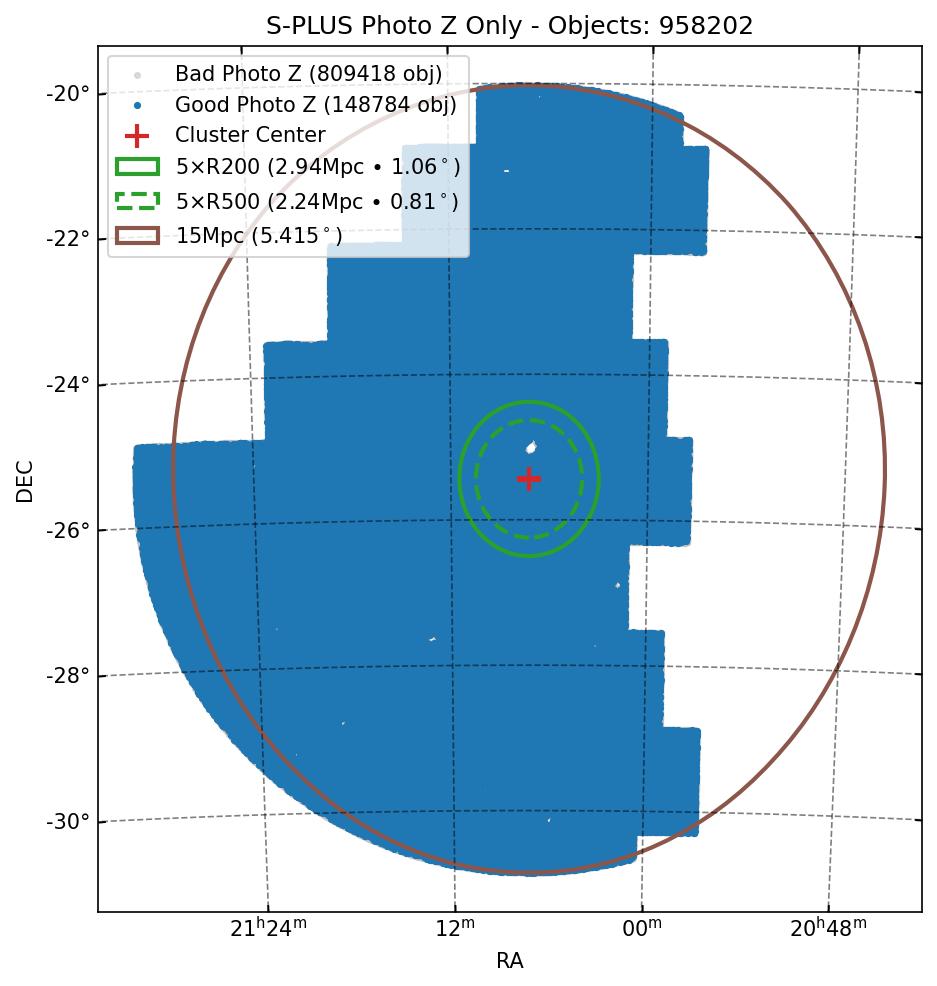 S-PLUS Photo Z Only - Objects: 958202
Bad Photo Z (809418 obj)
Good Photo Z (148784 obj)
Cluster Center
5×R200 (2.94Mpc • 1.06°)
5×R500 (2.24Mpc • 0.81°)
15Mpc (5.415°)
-20°
-22°
-24°
-26°
-28°
-30°
DEC
21ʰ24ᵐ 12ᵐ 00ᵐ 20ʰ48ᵐ
RA